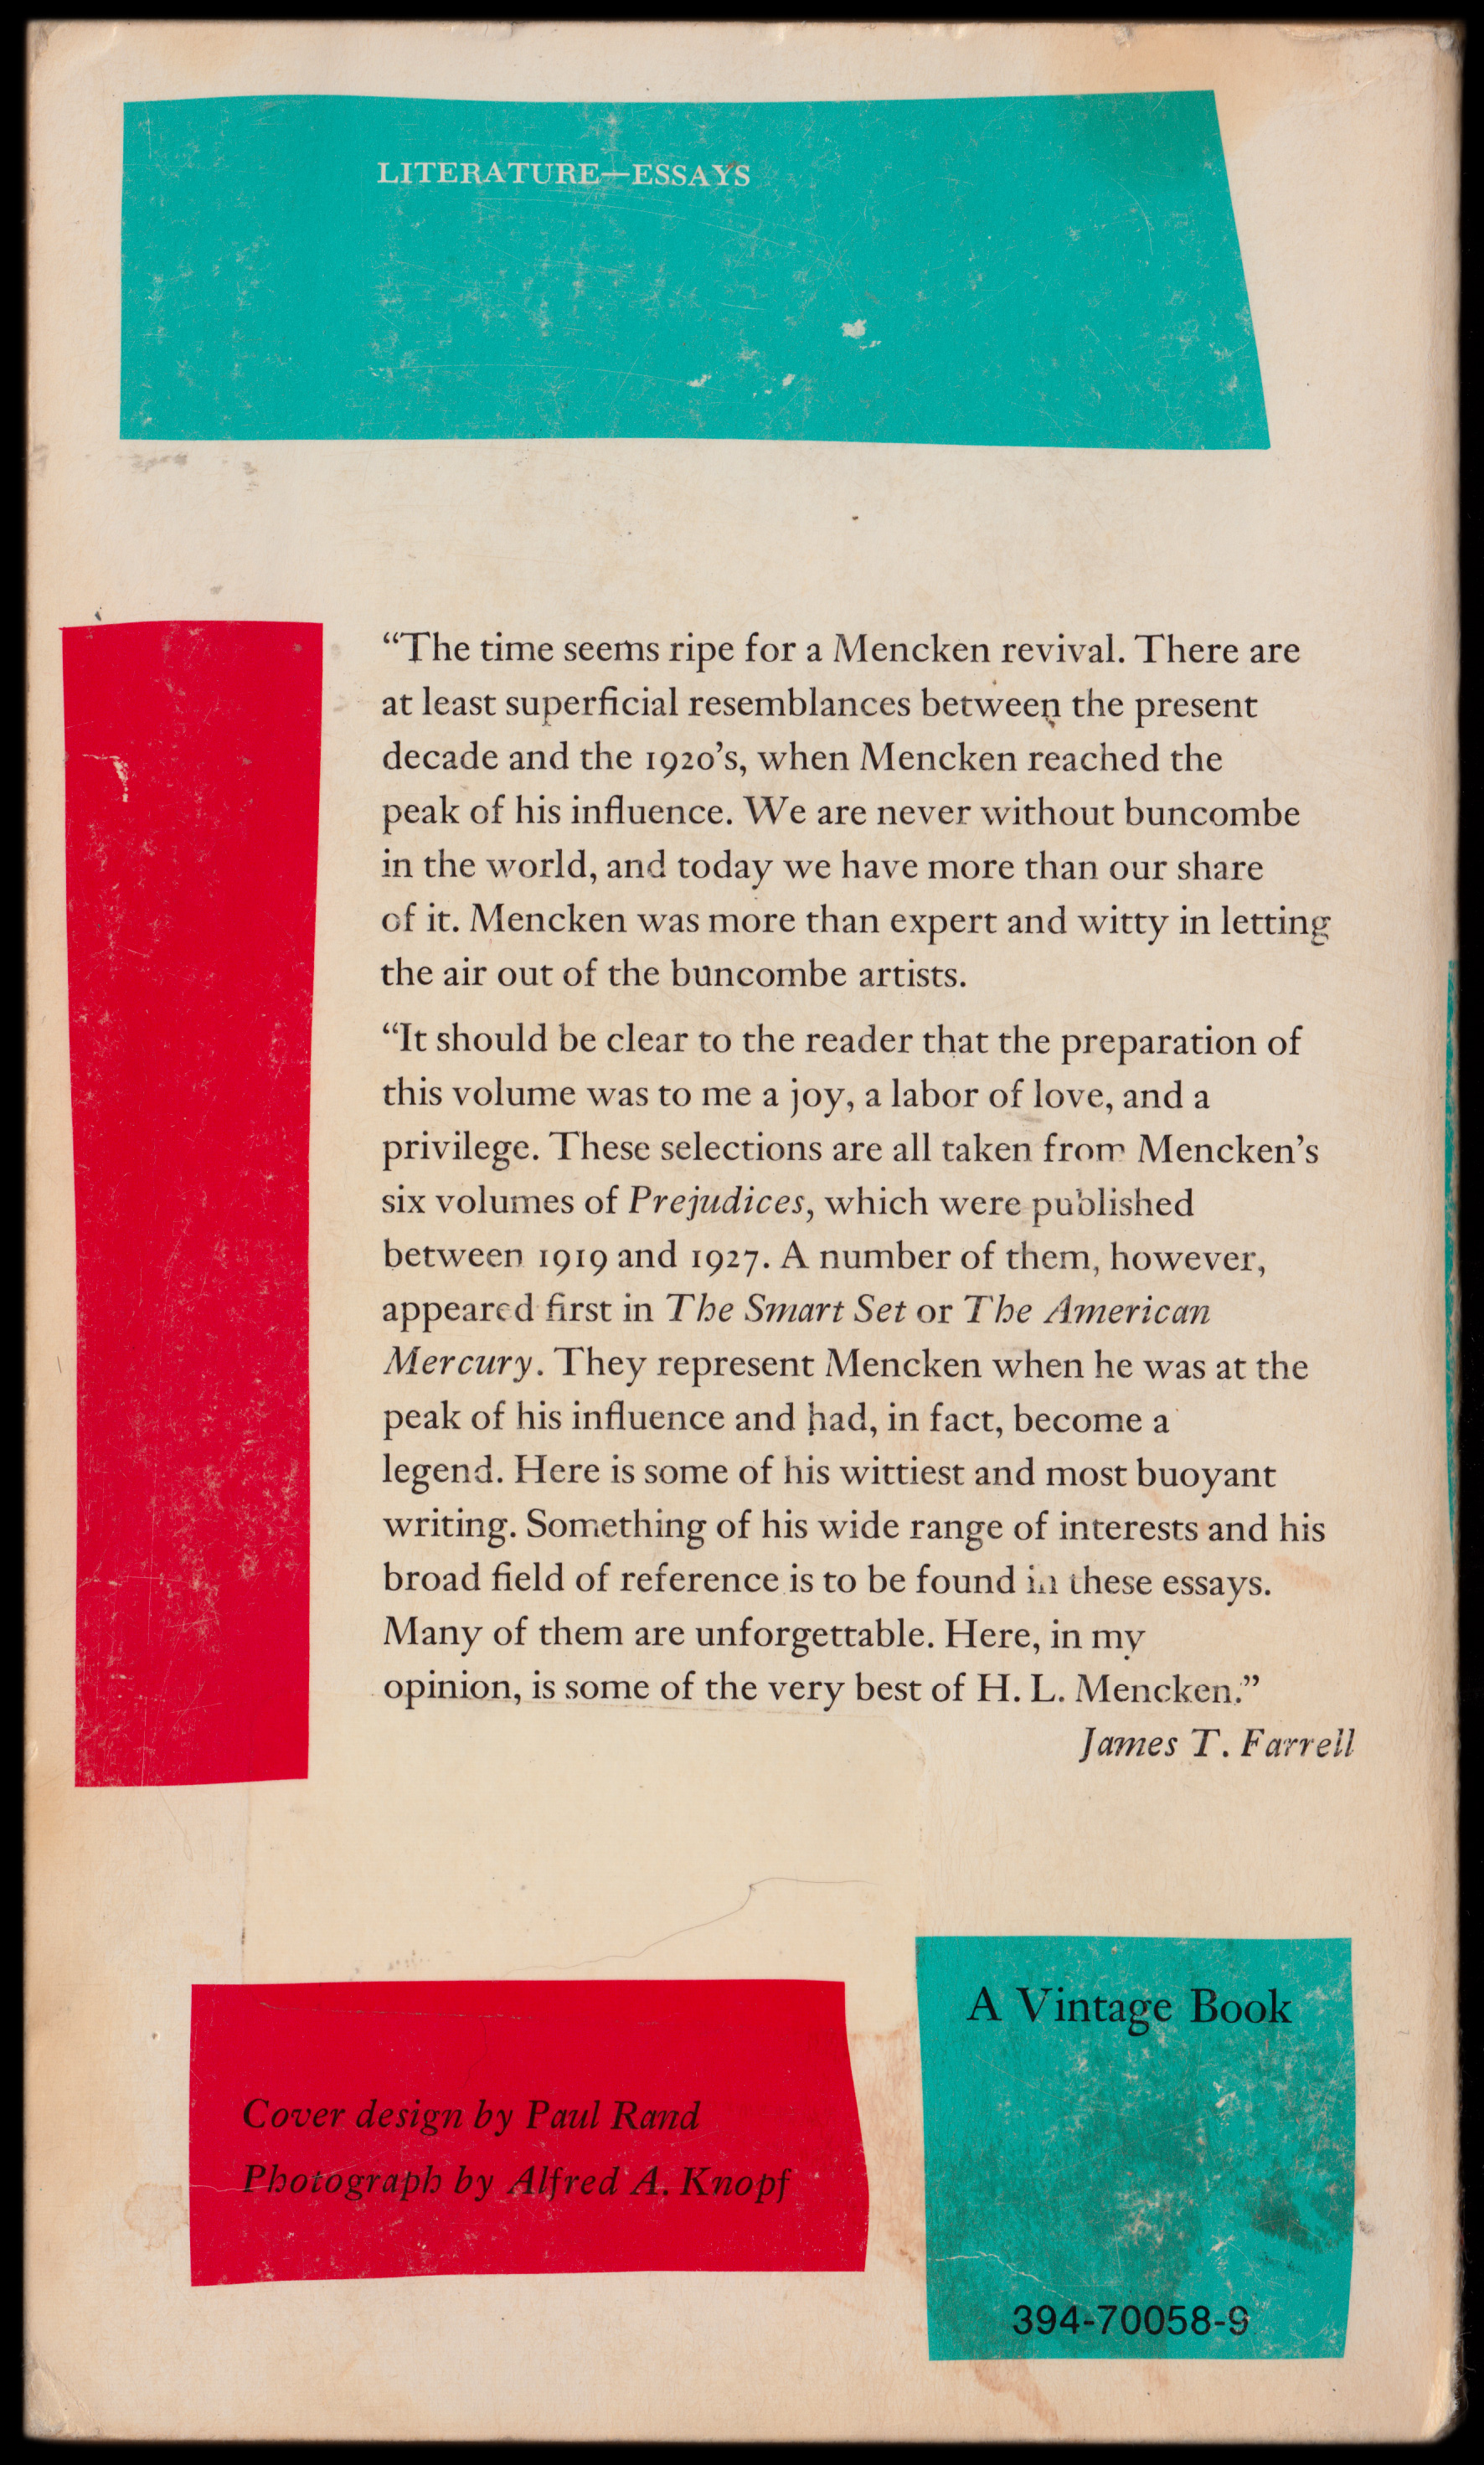 LITERATURE—ESSAYS
“The time seems ripe for a Mencken revival. There are
at least superficial resemblances between the present
decade and the 1920’s, when Mencken reached the
peak of his influence. We are never without buncombe
in the world, and today we have more than our share
of it. Mencken was more than expert and witty in letting
the air out of the buncombe artists.
“It should be clear to the reader that the preparation of
this volume was to me a joy, a labor of love, and a
privilege. These selections are all taken from Mencken’s
six volumes of Prejudices, which were published
between 1919 and 1927. A number of them, however,
appeared first in The Smart Set or The American
Mercury. They represent Mencken when he was at the
peak of his influence and had, in fact, become a
legend. Here is some of his wittiest and most buoyant
writing. Something of his wide range of interests and his
broad field of reference is to be found in these essays.
Many of them are unforgettable. Here, in my
opinion, is some of the very best of H. L. Mencken.”
James T. Farrell
Cover design by Paul Rand
Photograph by Alfred A. Knopf
A Vintage Book
394-70058-9